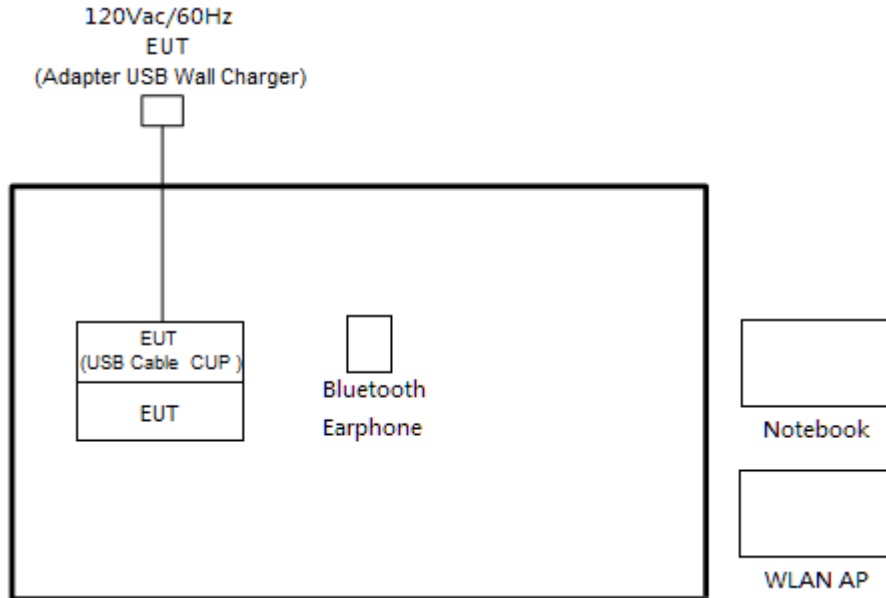 120Vac/60Hz
EUT
(Adapter USB Wall Charger)
EUT
(USB Cable CUP )
EUT
Bluetooth
Earphone
Notebook
WLAN AP